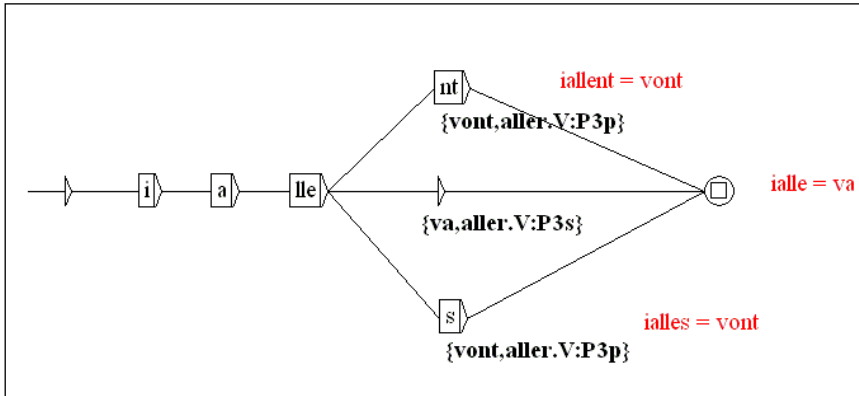 nt
iallent = vont
{vont,aller.V:P3p}
i a lle
ialle = va
{va,aller.V:P3s}
s
ialles = vont
{vont,aller.V:P3p}